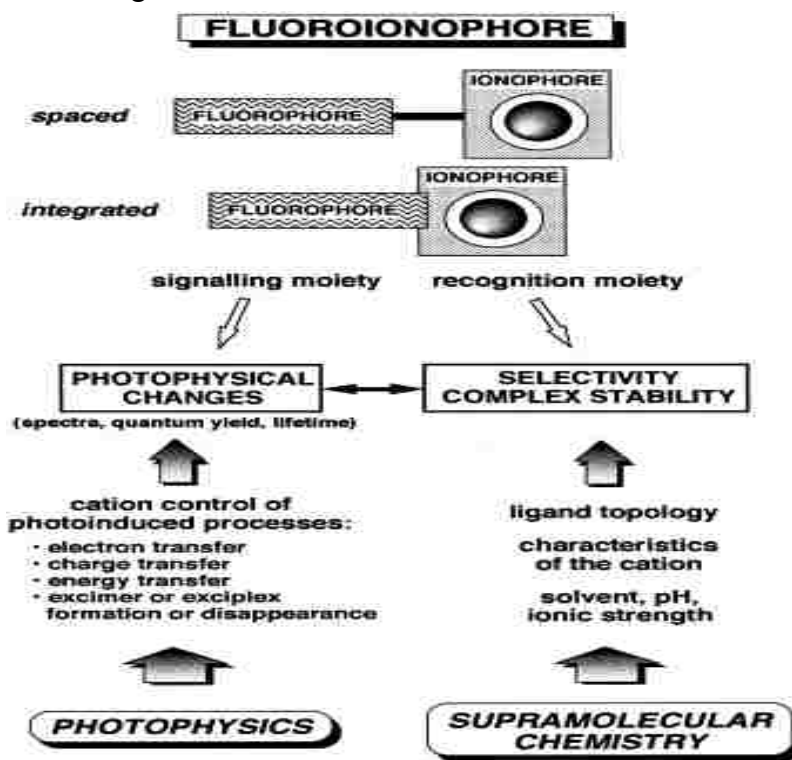 FLUOROIONOPHORE
IONOPHORE
spaced
FLUOROPHORE
IONOPHORE
integrated
FLUOROPHORE
signalling moiety
recognition moiety
PHOTOPHYSICAL
CHANGES
(spectra, quantum yield, lifetime)
SELECTIVITY
COMPLEX STABILITY
cation control of
photoinduced processes:
· electron transfer
· charge transfer
· energy transfer
· excimer or exciplex
formation or disappearance
ligand topology
characteristics
of the cation
solvent, pH,
ionic strength
PHOTOPHYSICS
SUPRAMOLECULAR
CHEMISTRY